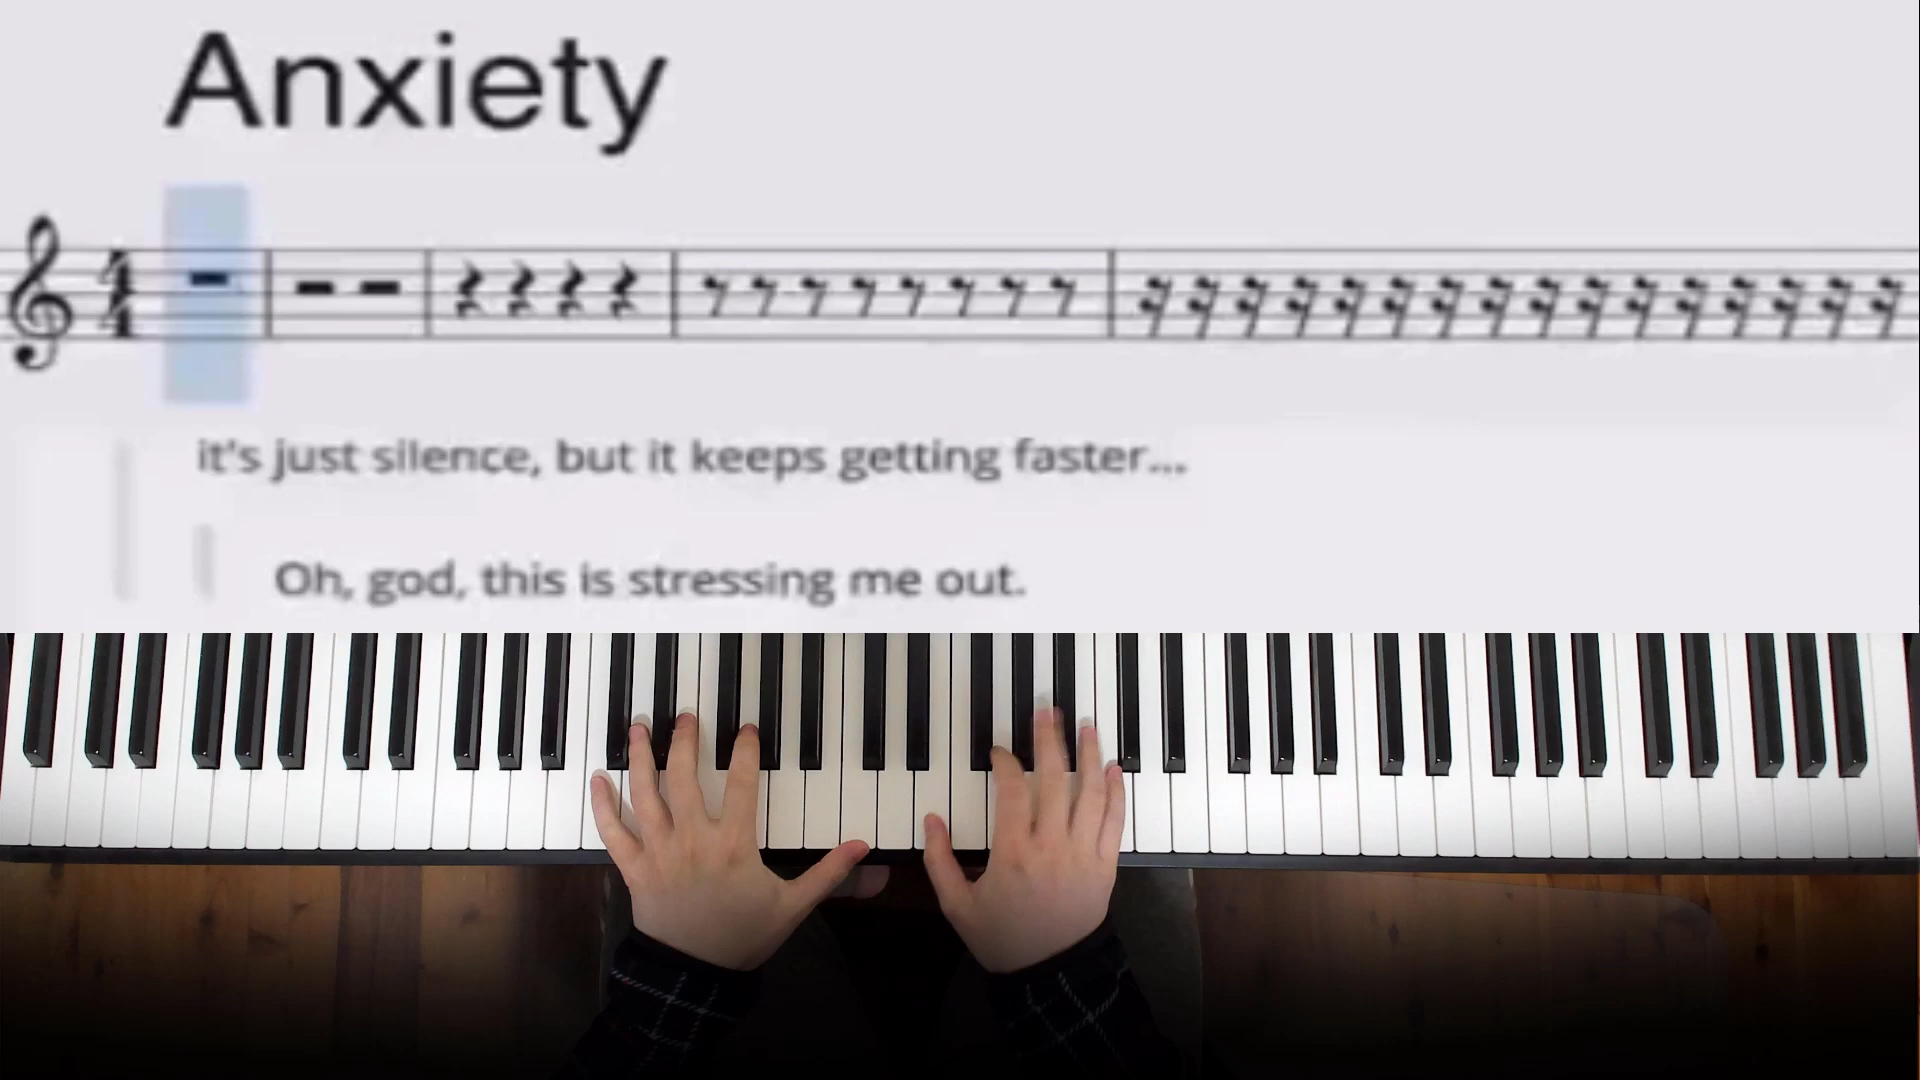 Anxiety
it's just silence, but it keeps getting faster...
Oh, god, this is stressing me out.